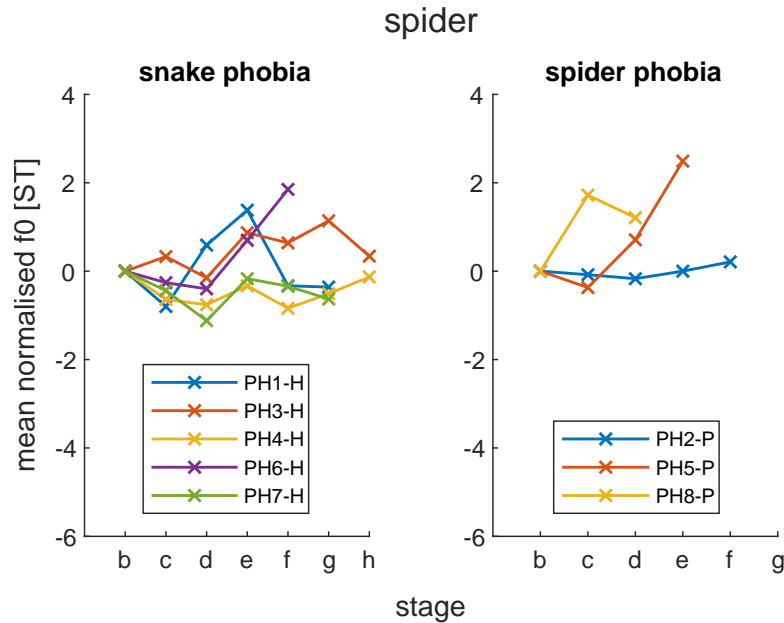 spider
snake phobia
spider phobia
mean normalised f0 [ST]
4
2
0
-2
-4
-6
PH1-H
PH3-H
PH4-H
PH6-H
PH7-H
b c d e f g h
4
2
0
-2
-4
-6
PH2-P
PH5-P
PH8-P
b c d e f g
stage